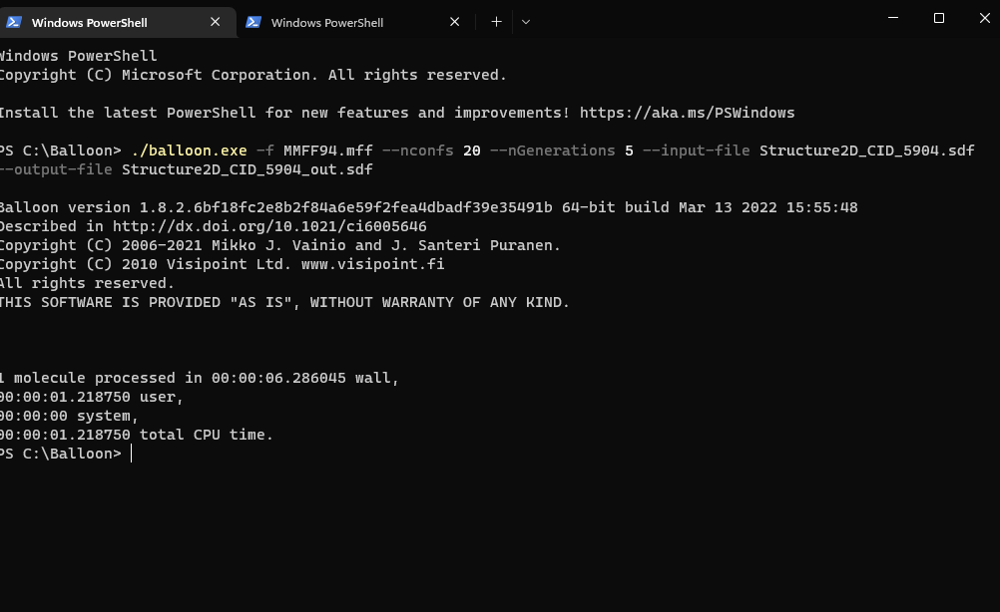 Windows PowerShell
Windows PowerShell
Windows PowerShell
Copyright (C) Microsoft Corporation. All rights reserved.
Install the latest PowerShell for new features and improvements! https://aka.ms/PSWindows
PS C:\Balloon> ./balloon.exe -f MMFF94.mff --nconfs 20 --nGenerations 5 --input-file Structure2D_CID_5904.sdf
--output-file Structure2D_CID_5904_out.sdf
Balloon version 1.8.2.6bf18fc2e8b2f84a6e59f2fea4dbadf39e35491b 64-bit build Mar 13 2022 15:55:48
Described in http://dx.doi.org/10.1021/ci6005646
Copyright (C) 2006-2021 Mikko J. Vainio and J. Santeri Puranen.
Copyright (C) 2010 Visipoint Ltd. www.visipoint.fi
All rights reserved.
THIS SOFTWARE IS PROVIDED "AS IS", WITHOUT WARRANTY OF ANY KIND.
1 molecule processed in 00:00:06.286045 wall,
00:00:01.218750 user,
00:00:00 system,
00:00:01.218750 total CPU time.
PS C:\Balloon>